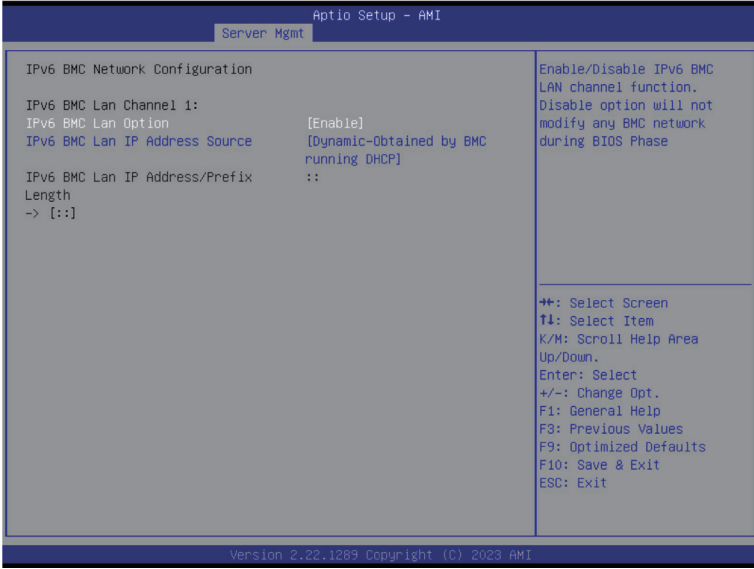 Aptio Setup - AMI
Server Mgmt
IPv6 BMC Network Configuration
IPv6 BMC Lan Channel 1:
IPv6 BMC Lan Option [Enable]
IPv6 BMC Lan IP Address Source [Dynamic-Obtained by BMC
running DHCP]
IPv6 BMC Lan IP Address/Prefix ::
Length
-> [::]
Enable/Disable IPv6 BMC
LAN channel function.
Disable option will not
modify any BMC network
during BIOS Phase
→←: Select Screen
↑↓: Select Item
K/M: Scroll Help Area
Up/Down.
Enter: Select
+/-: Change Opt.
F1: General Help
F3: Previous Values
F9: Optimized Defaults
F10: Save & Exit
ESC: Exit
Version 2.22.1289 Copyright (C) 2023 AMI